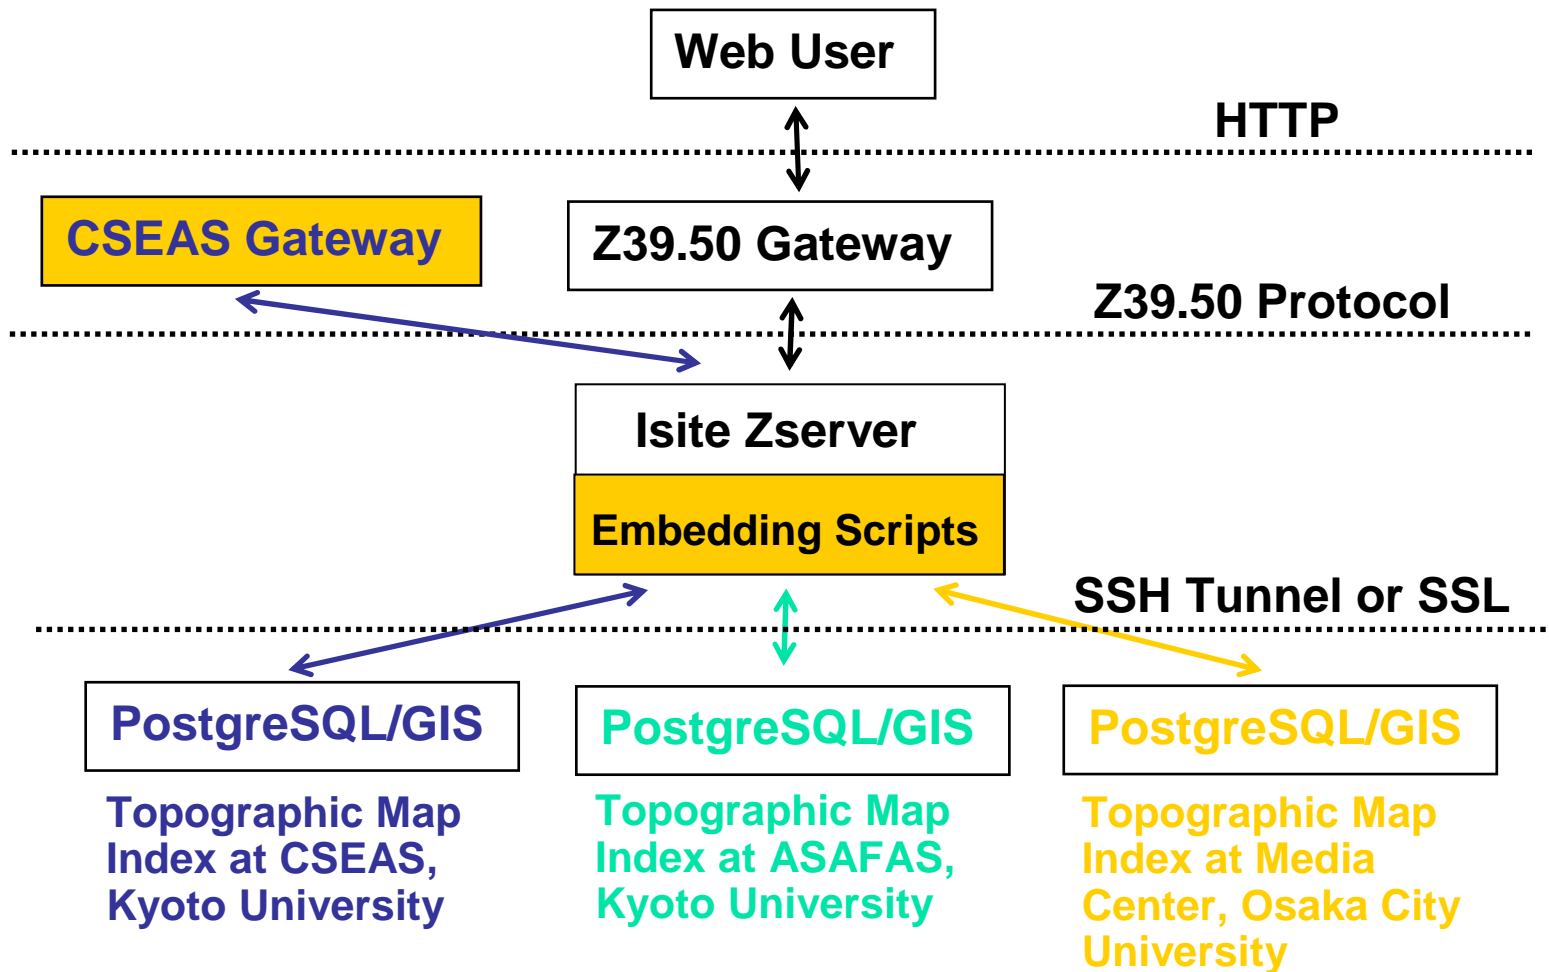 Web User
HTTP
CSEAS Gateway
Z39.50 Gateway
Z39.50 Protocol
Isite Zserver
Embedding Scripts
SSH Tunnel or SSL
PostgreSQL/GIS
Topographic Map
Index at CSEAS,
Kyoto University
PostgreSQL/GIS
Topographic Map
Index at ASAFAS,
Kyoto University
PostgreSQL/GIS
Topographic Map
Index at Media
Center, Osaka City
University